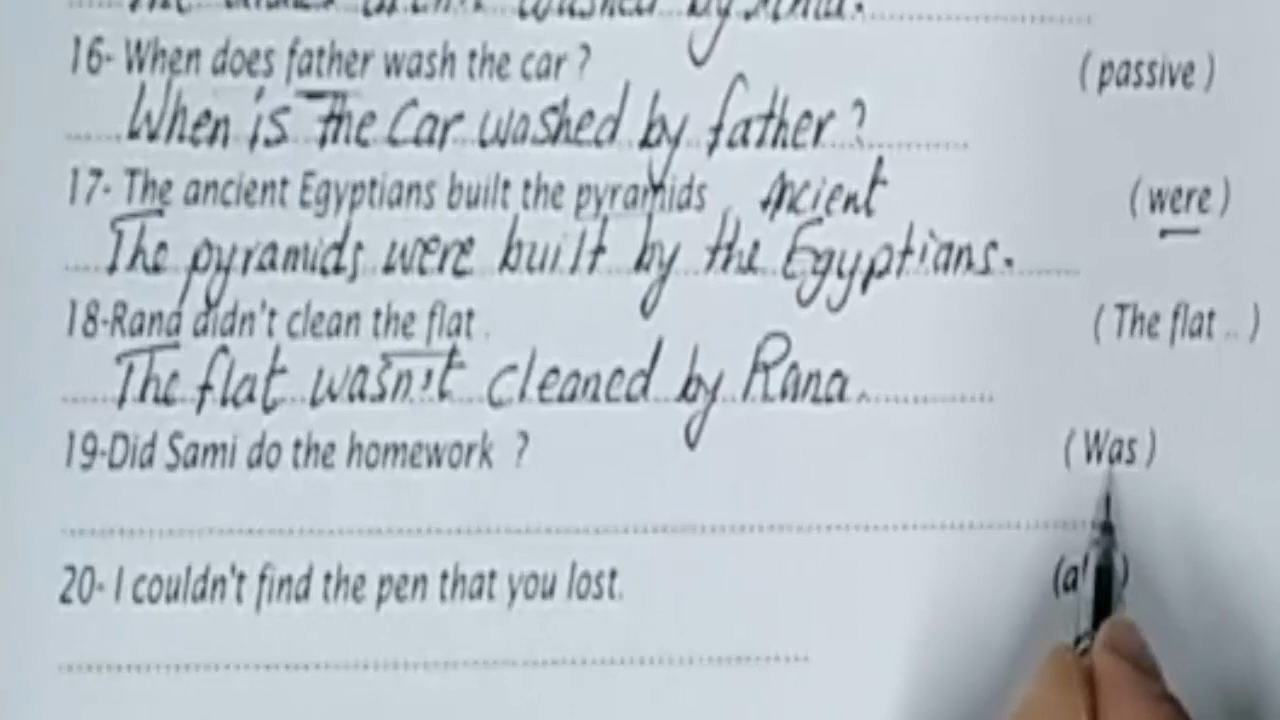 washed by
16- When does father wash the car ? ( passive )
When is the Car washed by father?
17- The ancient Egyptians built the pyramids ancient ( were )
The pyramids were built by the Egyptians.
18-Rana didn't clean the flat . ( The flat .. )
The flat wasn't cleaned by Rana.
19-Did Sami do the homework ? ( Was )
20- I couldn't find the pen that you lost.